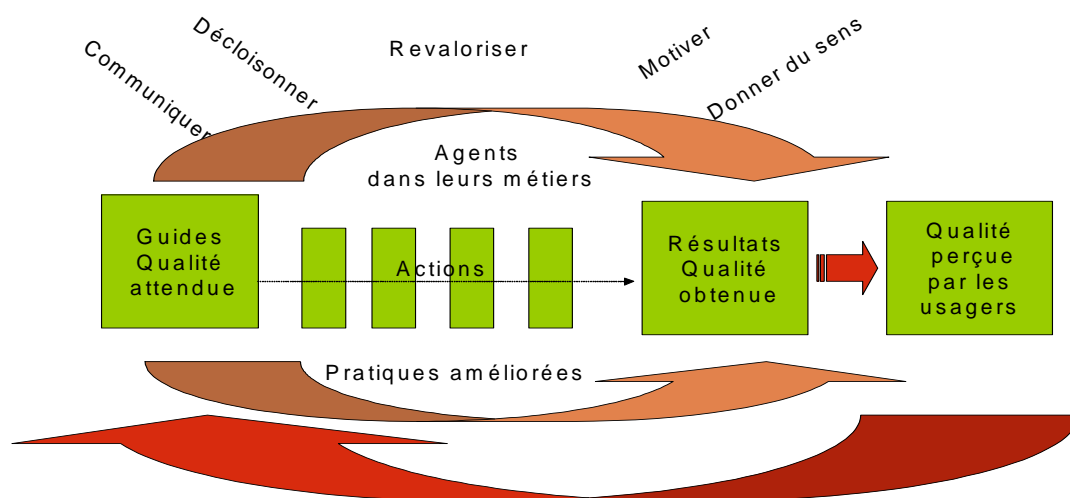 Communiquer
Décloisonner
Revaloriser
Motiver
Donner du sens
Agents
dans leurs métiers
Guides
Qualité
attendue
Actions
Résultats
Qualité
obtenue
Qualité
perçue
par les
usagers
Pratiques améliorées